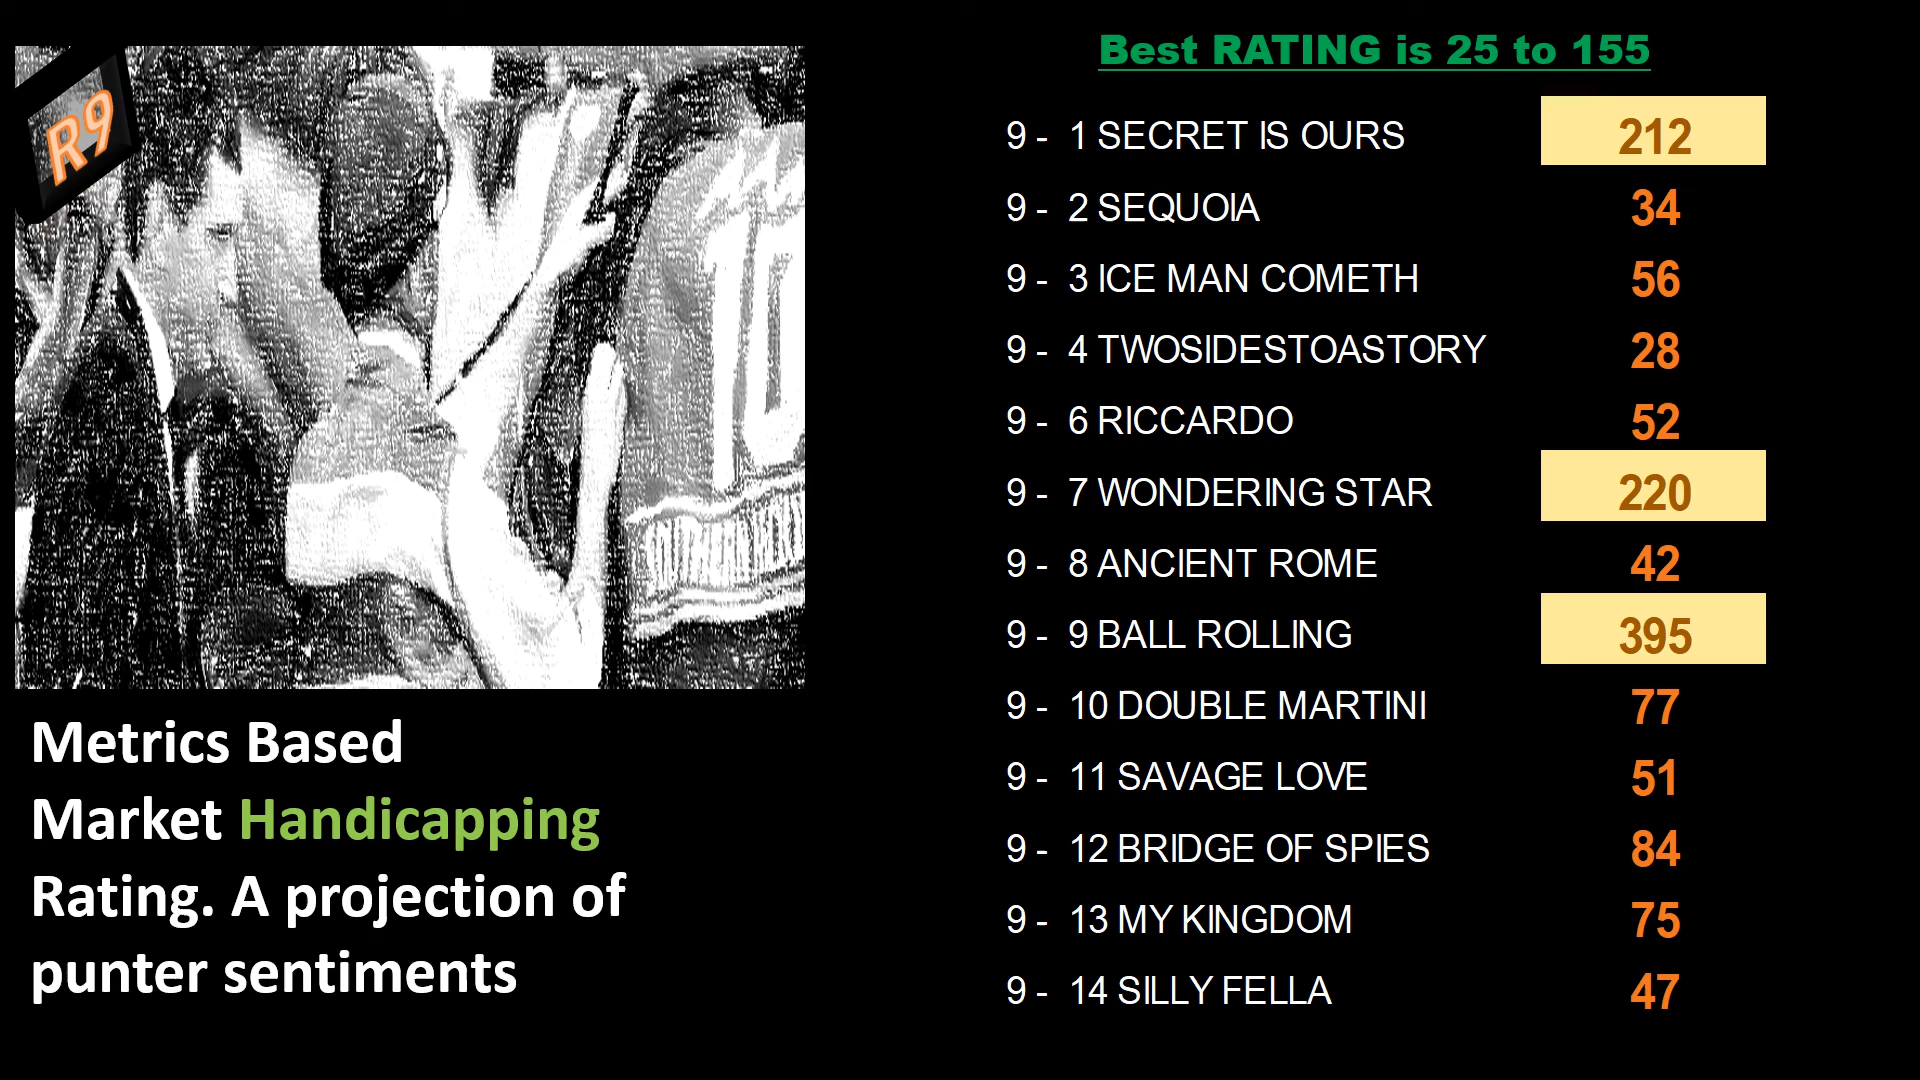 R9
Metrics Based
Market Handicapping
Rating. A projection of
punter sentiments
Best RATING is 25 to 155
9 - 1 SECRET IS OURS 212
9 - 2 SEQUOIA 34
9 - 3 ICE MAN COMETH 56
9 - 4 TWOSIDESTOASTORY 28
9 - 6 RICCARDO 52
9 - 7 WONDERING STAR 220
9 - 8 ANCIENT ROME 42
9 - 9 BALL ROLLING 395
9 - 10 DOUBLE MARTINI 77
9 - 11 SAVAGE LOVE 51
9 - 12 BRIDGE OF SPIES 84
9 - 13 MY KINGDOM 75
9 - 14 SILLY FELLA 47